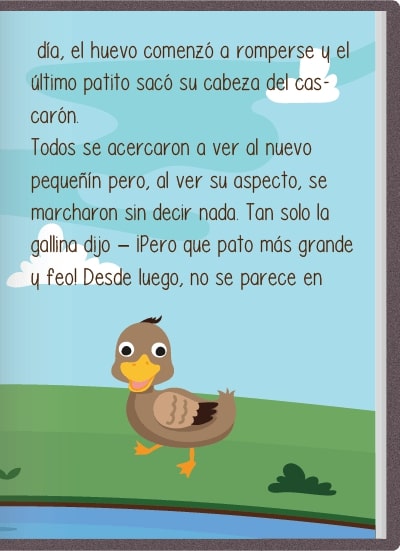 día, el huevo comenzó a romperse y el
último patito sacó su cabeza del cas-
carón.
Todos se acercaron a ver al nuevo
pequeñín pero, al ver su aspecto, se
marcharon sin decir nada. Tan solo la
gallina dijo – ¡Pero que pato más grande
y feo! Desde luego, no se parece en